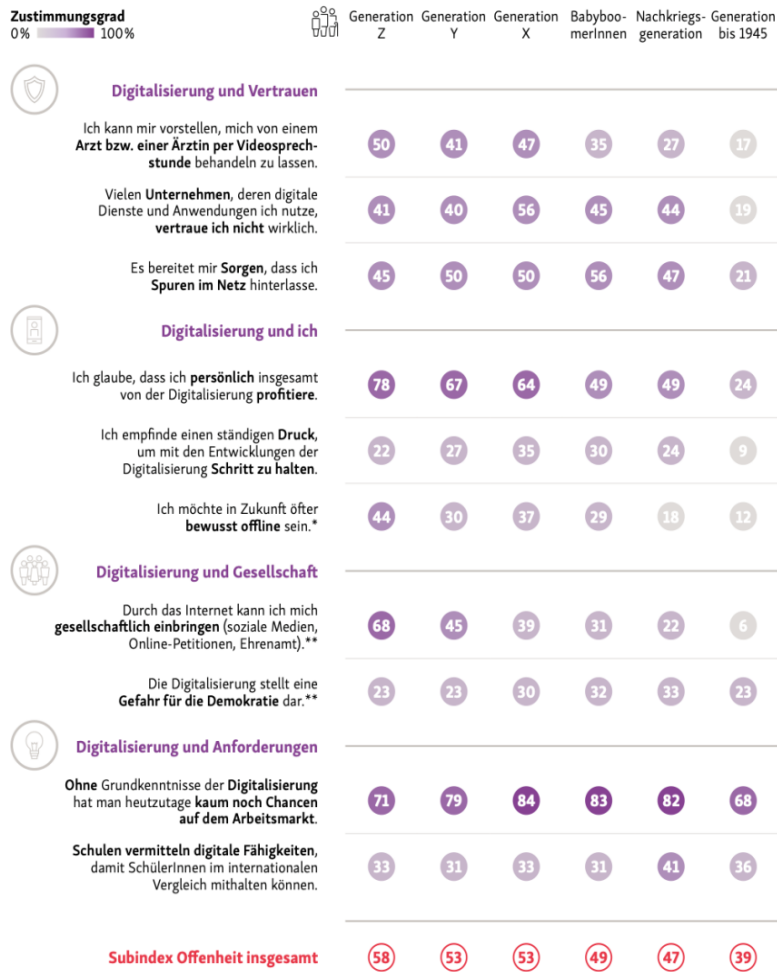 Zustimmungsgrad
0% 100%
Generation Z
Generation Y
Generation X
Babyboo-
merInnen
Nachkriegs-
generation
Generation
bis 1945
Digitalisierung und Vertrauen
Ich kann mir vorstellen, mich von einem
Arzt bzw. einer Ärztin per Videosprech-
stunde behandeln zu lassen.
50 41 47 35 27 17
Vielen Unternehmen, deren digitale
Dienste und Anwendungen ich nutze,
vertraue ich nicht wirklich.
41 40 56 45 44 19
Es bereitet mir Sorgen, dass ich
Spuren im Netz hinterlasse.
45 50 50 56 47 21
Digitalisierung und ich
Ich glaube, dass ich persönlich insgesamt
von der Digitalisierung profitiere.
78 67 64 49 49 24
Ich empfinde einen ständigen Druck,
um mit den Entwicklungen der
Digitalisierung Schritt zu halten.
22 27 35 30 24 9
Ich möchte in Zukunft öfter
bewusst offline sein.*
44 30 37 29 18 12
Digitalisierung und Gesellschaft
Durch das Internet kann ich mich
gesellschaftlich einbringen (soziale Medien,
Online-Petitionen, Ehrenamt).**
68 45 39 31 22 6
Die Digitalisierung stellt eine
Gefahr für die Demokratie dar.**
23 23 30 32 33 23
Digitalisierung und Anforderungen
Ohne Grundkenntnisse der Digitalisierung
hat man heutzutage kaum noch Chancen
auf dem Arbeitsmarkt.
71 79 84 83 82 68
Schulen vermitteln digitale Fähigkeiten,
damit SchülerInnen im internationalen
Vergleich mithalten können.
33 31 33 31 41 36
Subindex Offenheit insgesamt
58 53 53 49 47 39